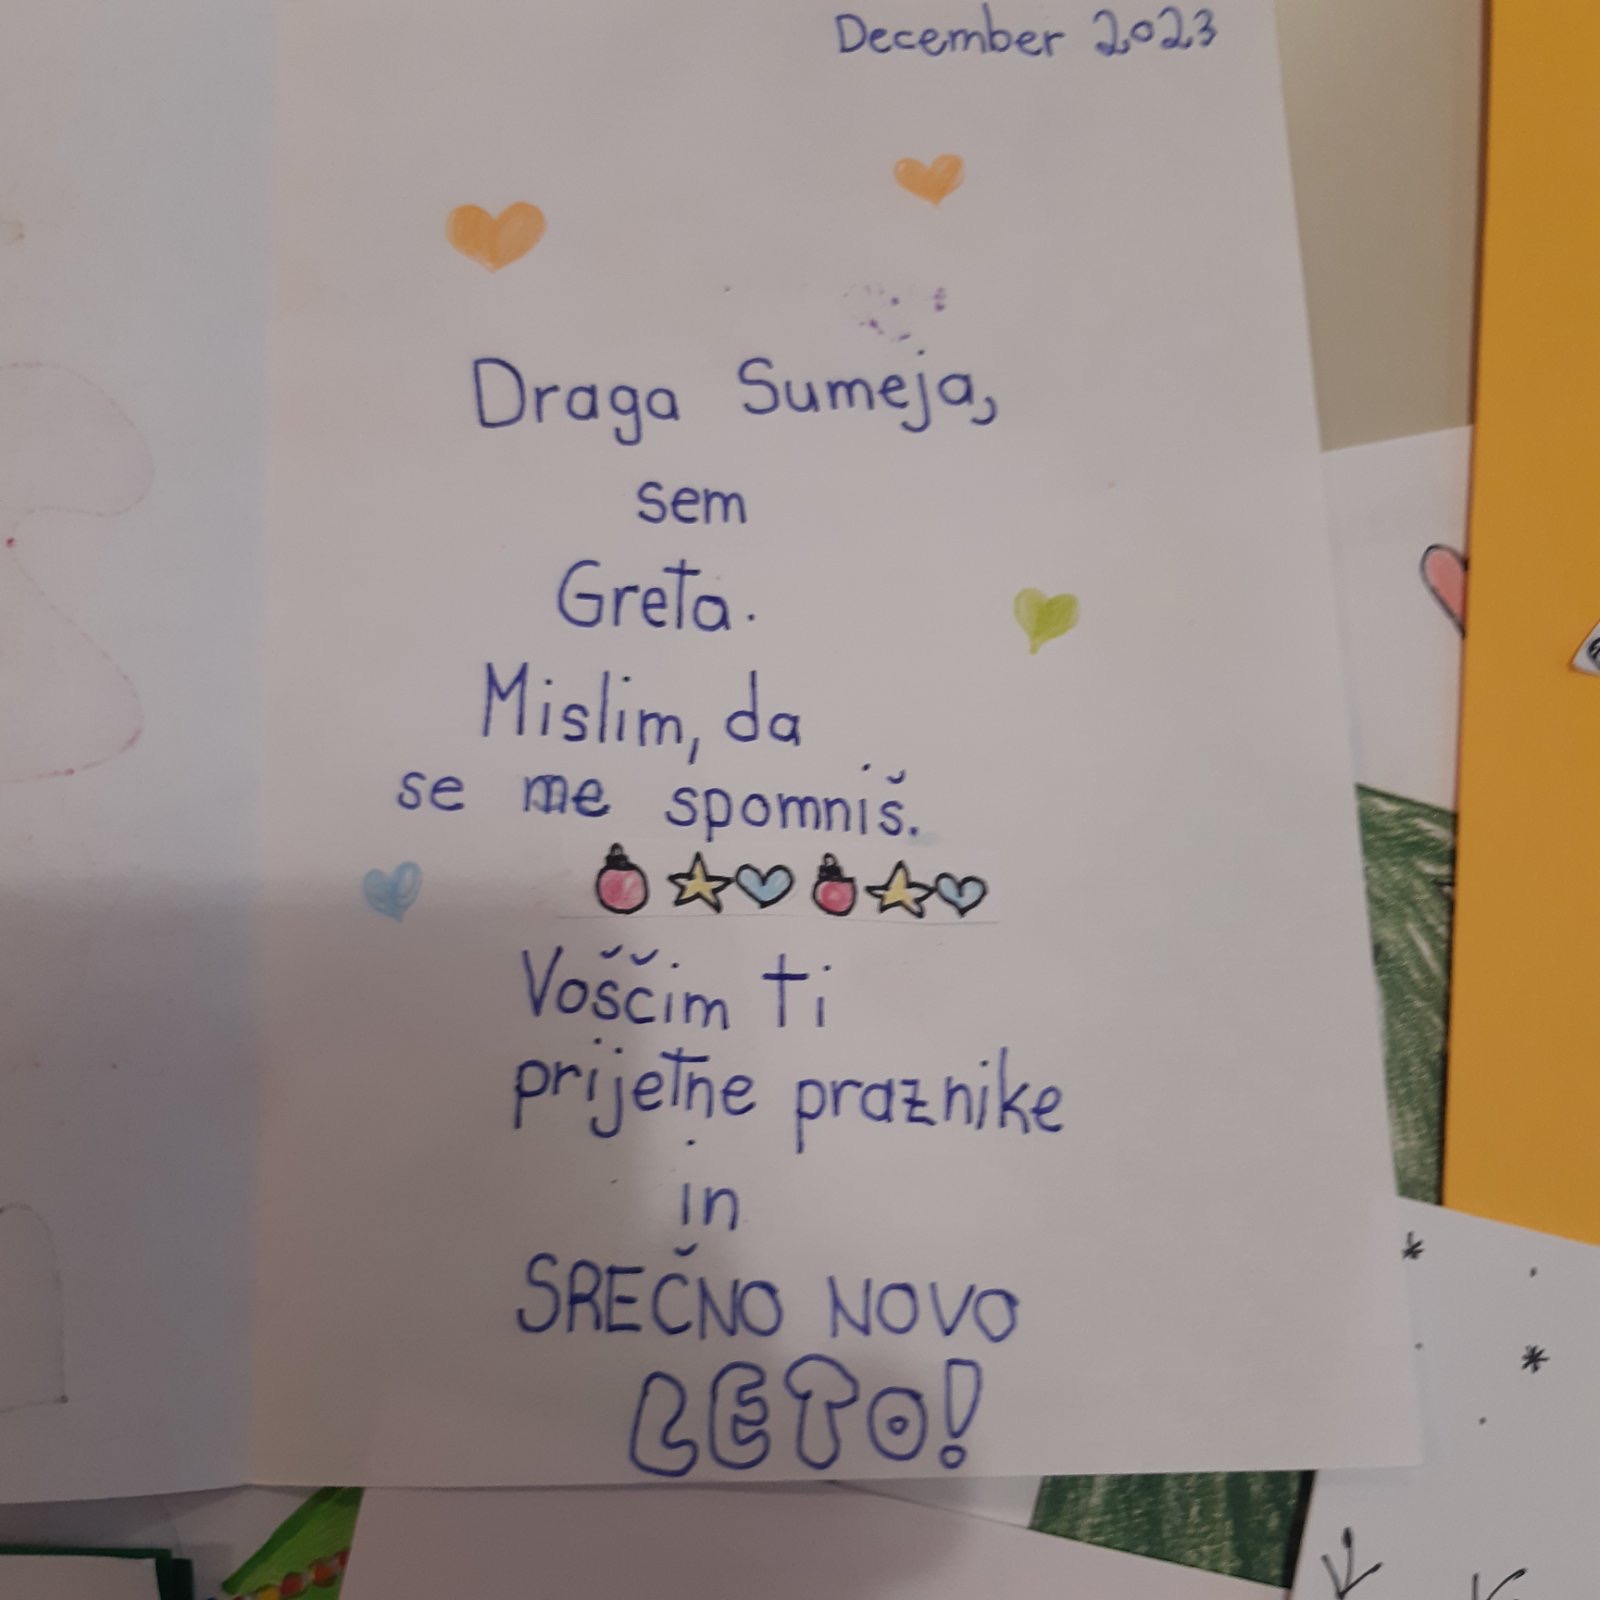 December 2023
Draga Sumeja,
sem
Greta.
Mislim, da
se me spomniš.
Voščim ti
prijetne praznike
in
SREČNO NOVO
LETO!